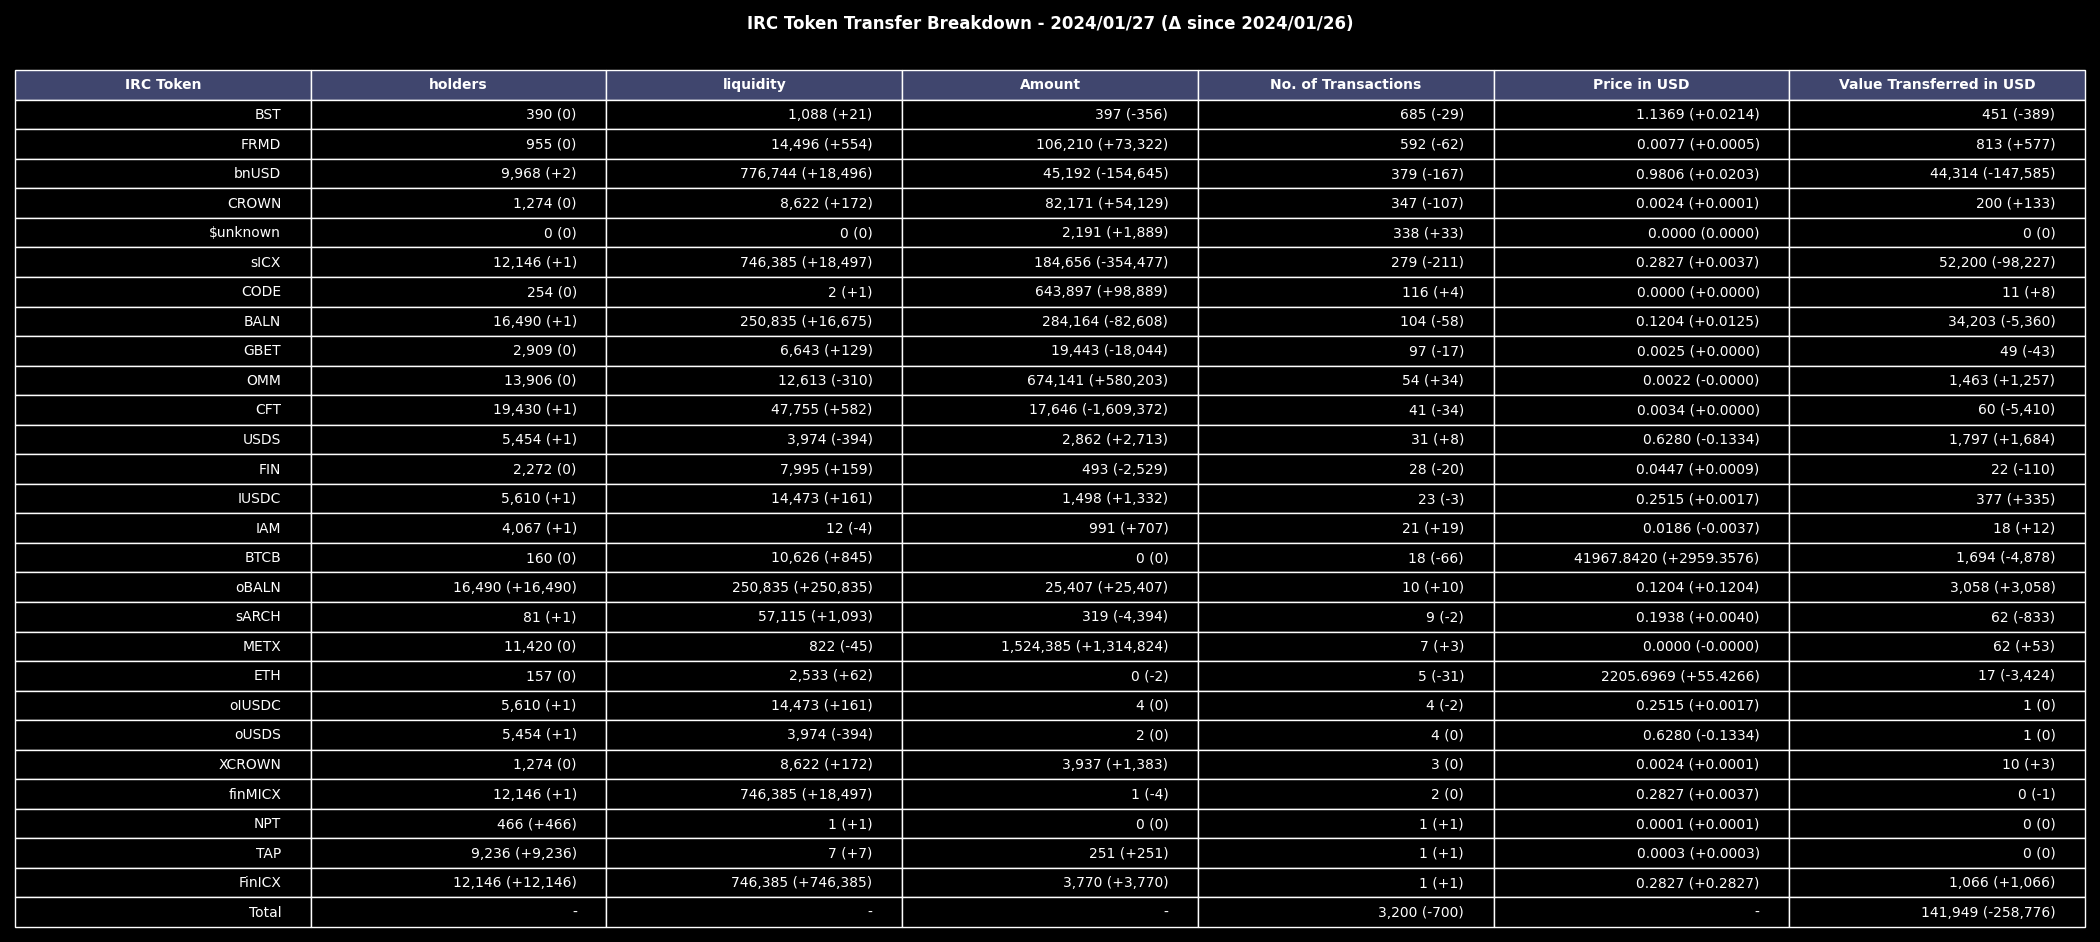 IRC Token Transfer Breakdown - 2024/01/27 (Δ since 2024/01/26)
IRC Token holders liquidity Amount No. of Transactions Price in USD Value Transferred in USD
BST 390 (0) 1,088 (+21) 397 (-356) 685 (-29) 1.1369 (+0.0214) 451 (-389)
FRMD 955 (0) 14,496 (+554) 106,210 (+73,322) 592 (-62) 0.0077 (+0.0005) 813 (+577)
bnUSD 9,968 (+2) 776,744 (+18,496) 45,192 (-154,645) 379 (-167) 0.9806 (+0.0203) 44,314 (-147,585)
CROWN 1,274 (0) 8,622 (+172) 82,171 (+54,129) 347 (-107) 0.0024 (+0.0001) 200 (+133)
$unknown 0 (0) 0 (0) 2,191 (+1,889) 338 (+33) 0.0000 (0.0000) 0 (0)
sICX 12,146 (+1) 746,385 (+18,497) 184,656 (-354,477) 279 (-211) 0.2827 (+0.0037) 52,200 (-98,227)
CODE 254 (0) 2 (+1) 643,897 (+98,889) 116 (+4) 0.0000 (+0.0000) 11 (+8)
BALN 16,490 (+1) 250,835 (+16,675) 284,164 (-82,608) 104 (-58) 0.1204 (+0.0125) 34,203 (-5,360)
GBET 2,909 (0) 6,643 (+129) 19,443 (-18,044) 97 (-17) 0.0025 (+0.0000) 49 (-43)
OMM 13,906 (0) 12,613 (-310) 674,141 (+580,203) 54 (+34) 0.0022 (-0.0000) 1,463 (+1,257)
CFT 19,430 (+1) 47,755 (+582) 17,646 (-1,609,372) 41 (-34) 0.0034 (+0.0000) 60 (-5,410)
USDS 5,454 (+1) 3,974 (-394) 2,862 (+2,713) 31 (+8) 0.6280 (-0.1334) 1,797 (+1,684)
FIN 2,272 (0) 7,995 (+159) 493 (-2,529) 28 (-20) 0.0447 (+0.0009) 22 (-110)
IUSDC 5,610 (+1) 14,473 (+161) 1,498 (+1,332) 23 (-3) 0.2515 (+0.0017) 377 (+335)
IAM 4,067 (+1) 12 (-4) 991 (+707) 21 (+19) 0.0186 (-0.0037) 18 (+12)
BTCB 160 (0) 10,626 (+845) 0 (0) 18 (-66) 41967.8420 (+2959.3576) 1,694 (-4,878)
oBALN 16,490 (+16,490) 250,835 (+250,835) 25,407 (+25,407) 10 (+10) 0.1204 (+0.1204) 3,058 (+3,058)
sARCH 81 (+1) 57,115 (+1,093) 319 (-4,394) 9 (-2) 0.1938 (+0.0040) 62 (-833)
METX 11,420 (0) 822 (-45) 1,524,385 (+1,314,824) 7 (+3) 0.0000 (-0.0000) 62 (+53)
ETH 157 (0) 2,533 (+62) 0 (-2) 5 (-31) 2205.6969 (+55.4266) 17 (-3,424)
oIUSDC 5,610 (+1) 14,473 (+161) 4 (0) 4 (-2) 0.2515 (+0.0017) 1 (0)
oUSDS 5,454 (+1) 3,974 (-394) 2 (0) 4 (0) 0.6280 (-0.1334) 1 (0)
XCROWN 1,274 (0) 8,622 (+172) 3,937 (+1,383) 3 (0) 0.0024 (+0.0001) 10 (+3)
finMICX 12,146 (+1) 746,385 (+18,497) 1 (-4) 2 (0) 0.2827 (+0.0037) 0 (-1)
NPT 466 (+466) 1 (+1) 0 (0) 1 (+1) 0.0001 (+0.0001) 0 (0)
TAP 9,236 (+9,236) 7 (+7) 251 (+251) 1 (+1) 0.0003 (+0.0003) 0 (0)
FinICX 12,146 (+12,146) 746,385 (+746,385) 3,770 (+3,770) 1 (+1) 0.2827 (+0.2827) 1,066 (+1,066)
Total - - - 3,200 (-700) - 141,949 (-258,776)